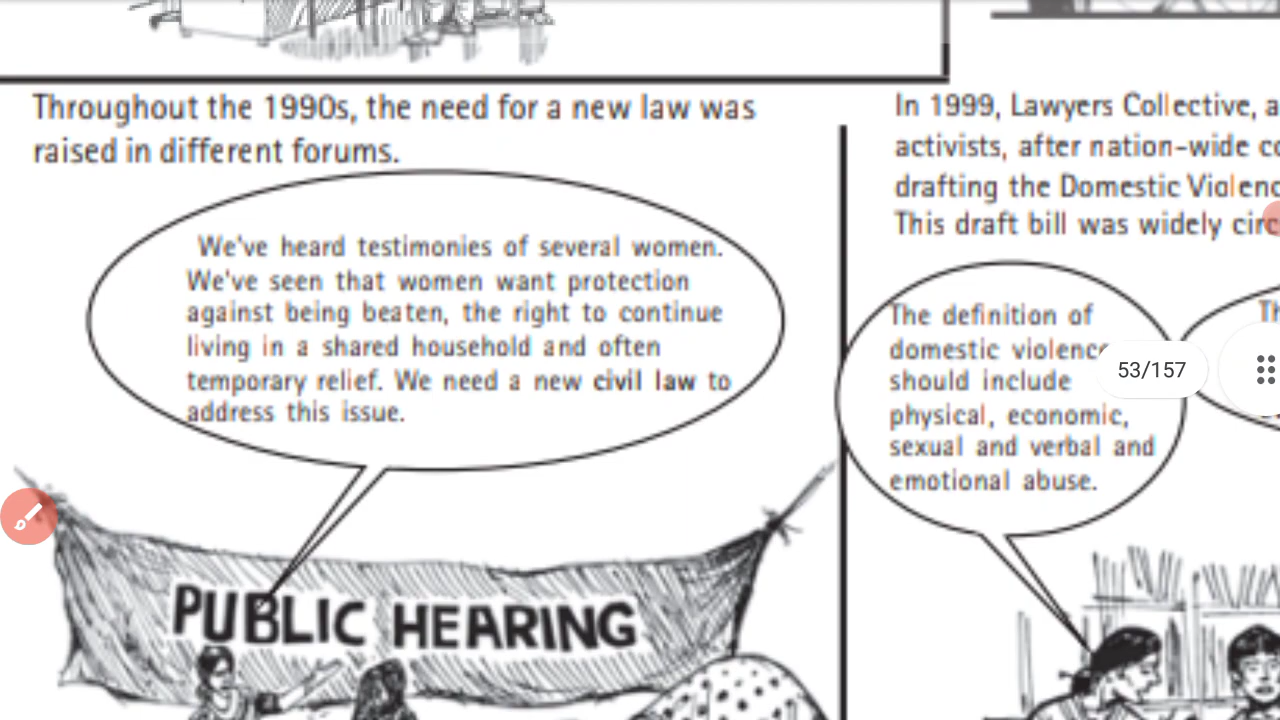 Throughout the 1990s, the need for a new law was
raised in different forums.
We've heard testimonies of several women.
We've seen that women want protection
against being beaten, the right to continue
living in a shared household and often
temporary relief. We need a new civil law to
address this issue.
PUBLIC HEARING
In 1999, Lawyers Collective, a
activists, after nation-wide
drafting the Domestic
This draft bill was widely
The definition of
domestic violence
should include
physical, economic,
sexual and verbal and
emotional abuse.
53/157